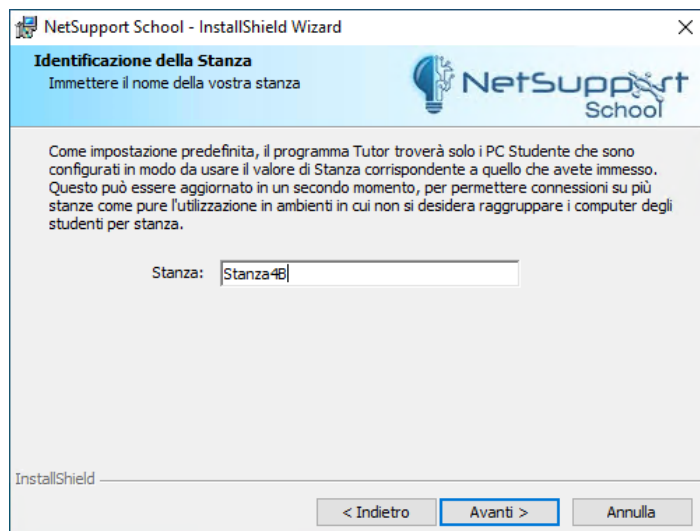 NetSupport School - InstallShield Wizard
Identificazione della Stanza
Immettere il nome della vostra stanza
NetSupport
School
Come impostazione predefinita, il programma Tutor troverà solo i PC Studente che sono
configurati in modo da usare il valore di Stanza corrispondente a quello che avete immesso.
Questo può essere aggiornato in un secondo momento, per permettere connessioni su più
stanze come pure l'utilizzazione in ambienti in cui non si desidera raggruppare i computer degli
studenti per stanza.
Stanza: Stanza4B
InstallShield
< Indietro Avanti > Annulla